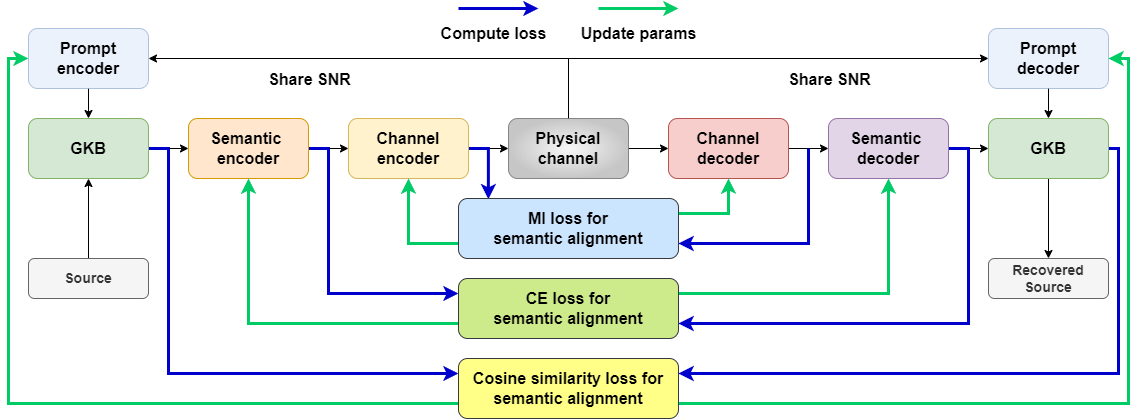 Compute loss
Update params
Prompt
encoder
Prompt
decoder
Share SNR
Share SNR
GKB
Semantic
encoder
Channel
encoder
Physical
channel
Channel
decoder
Semantic
decoder
GKB
MI loss for
semantic alignment
Source
Recovered
Source
CE loss for
semantic alignment
Cosine similarity loss for
semantic alignment